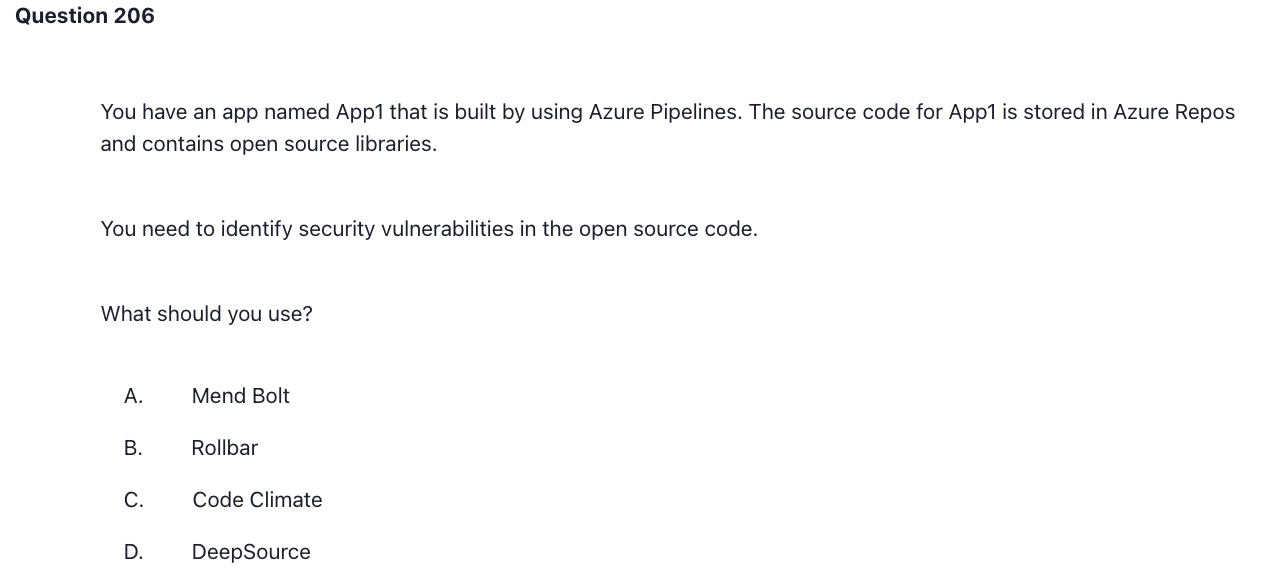 Question 206
You have an app named App1 that is built by using Azure Pipelines. The source code for App1 is stored in Azure Repos
and contains open source libraries.
You need to identify security vulnerabilities in the open source code.
What should you use?
A. Mend Bolt
B. Rollbar
C. Code Climate
D. DeepSource